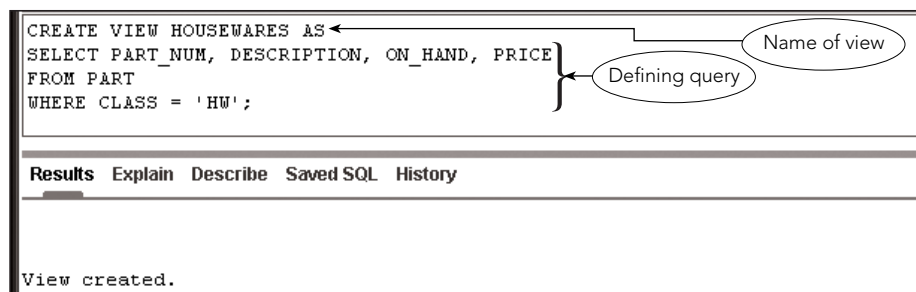 CREATE VIEW HOUSEWARES AS
Name of view
SELECT PART_NUM, DESCRIPTION, ON_HAND, PRICE
FROM PART
Defining query
WHERE CLASS = 'HW';
Results Explain Describe Saved SQL History
View created.